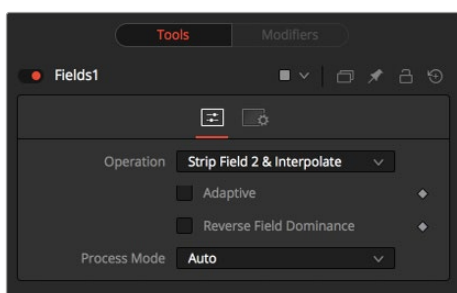 Tools Modifiers
Fields1
Operation Strip Field 2 & Interpolate
Adaptive
Reverse Field Dominance
Process Mode Auto